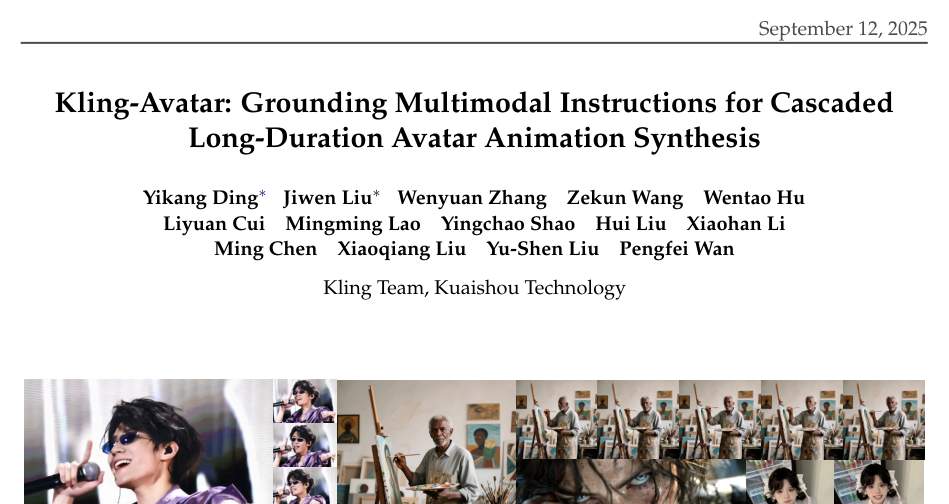 September 12, 2025
Kling-Avatar: Grounding Multimodal Instructions for Cascaded
Long-Duration Avatar Animation Synthesis
Yikang Ding* Jiwen Liu* Wenyuan Zhang Zekun Wang Wentao Hu
Liyuan Cui Mingming Lao Yingchao Shao Hui Liu Xiaohan Li
Ming Chen Xiaoqiang Liu Yu-Shen Liu Pengfei Wan
Kling Team, Kuaishou Technology